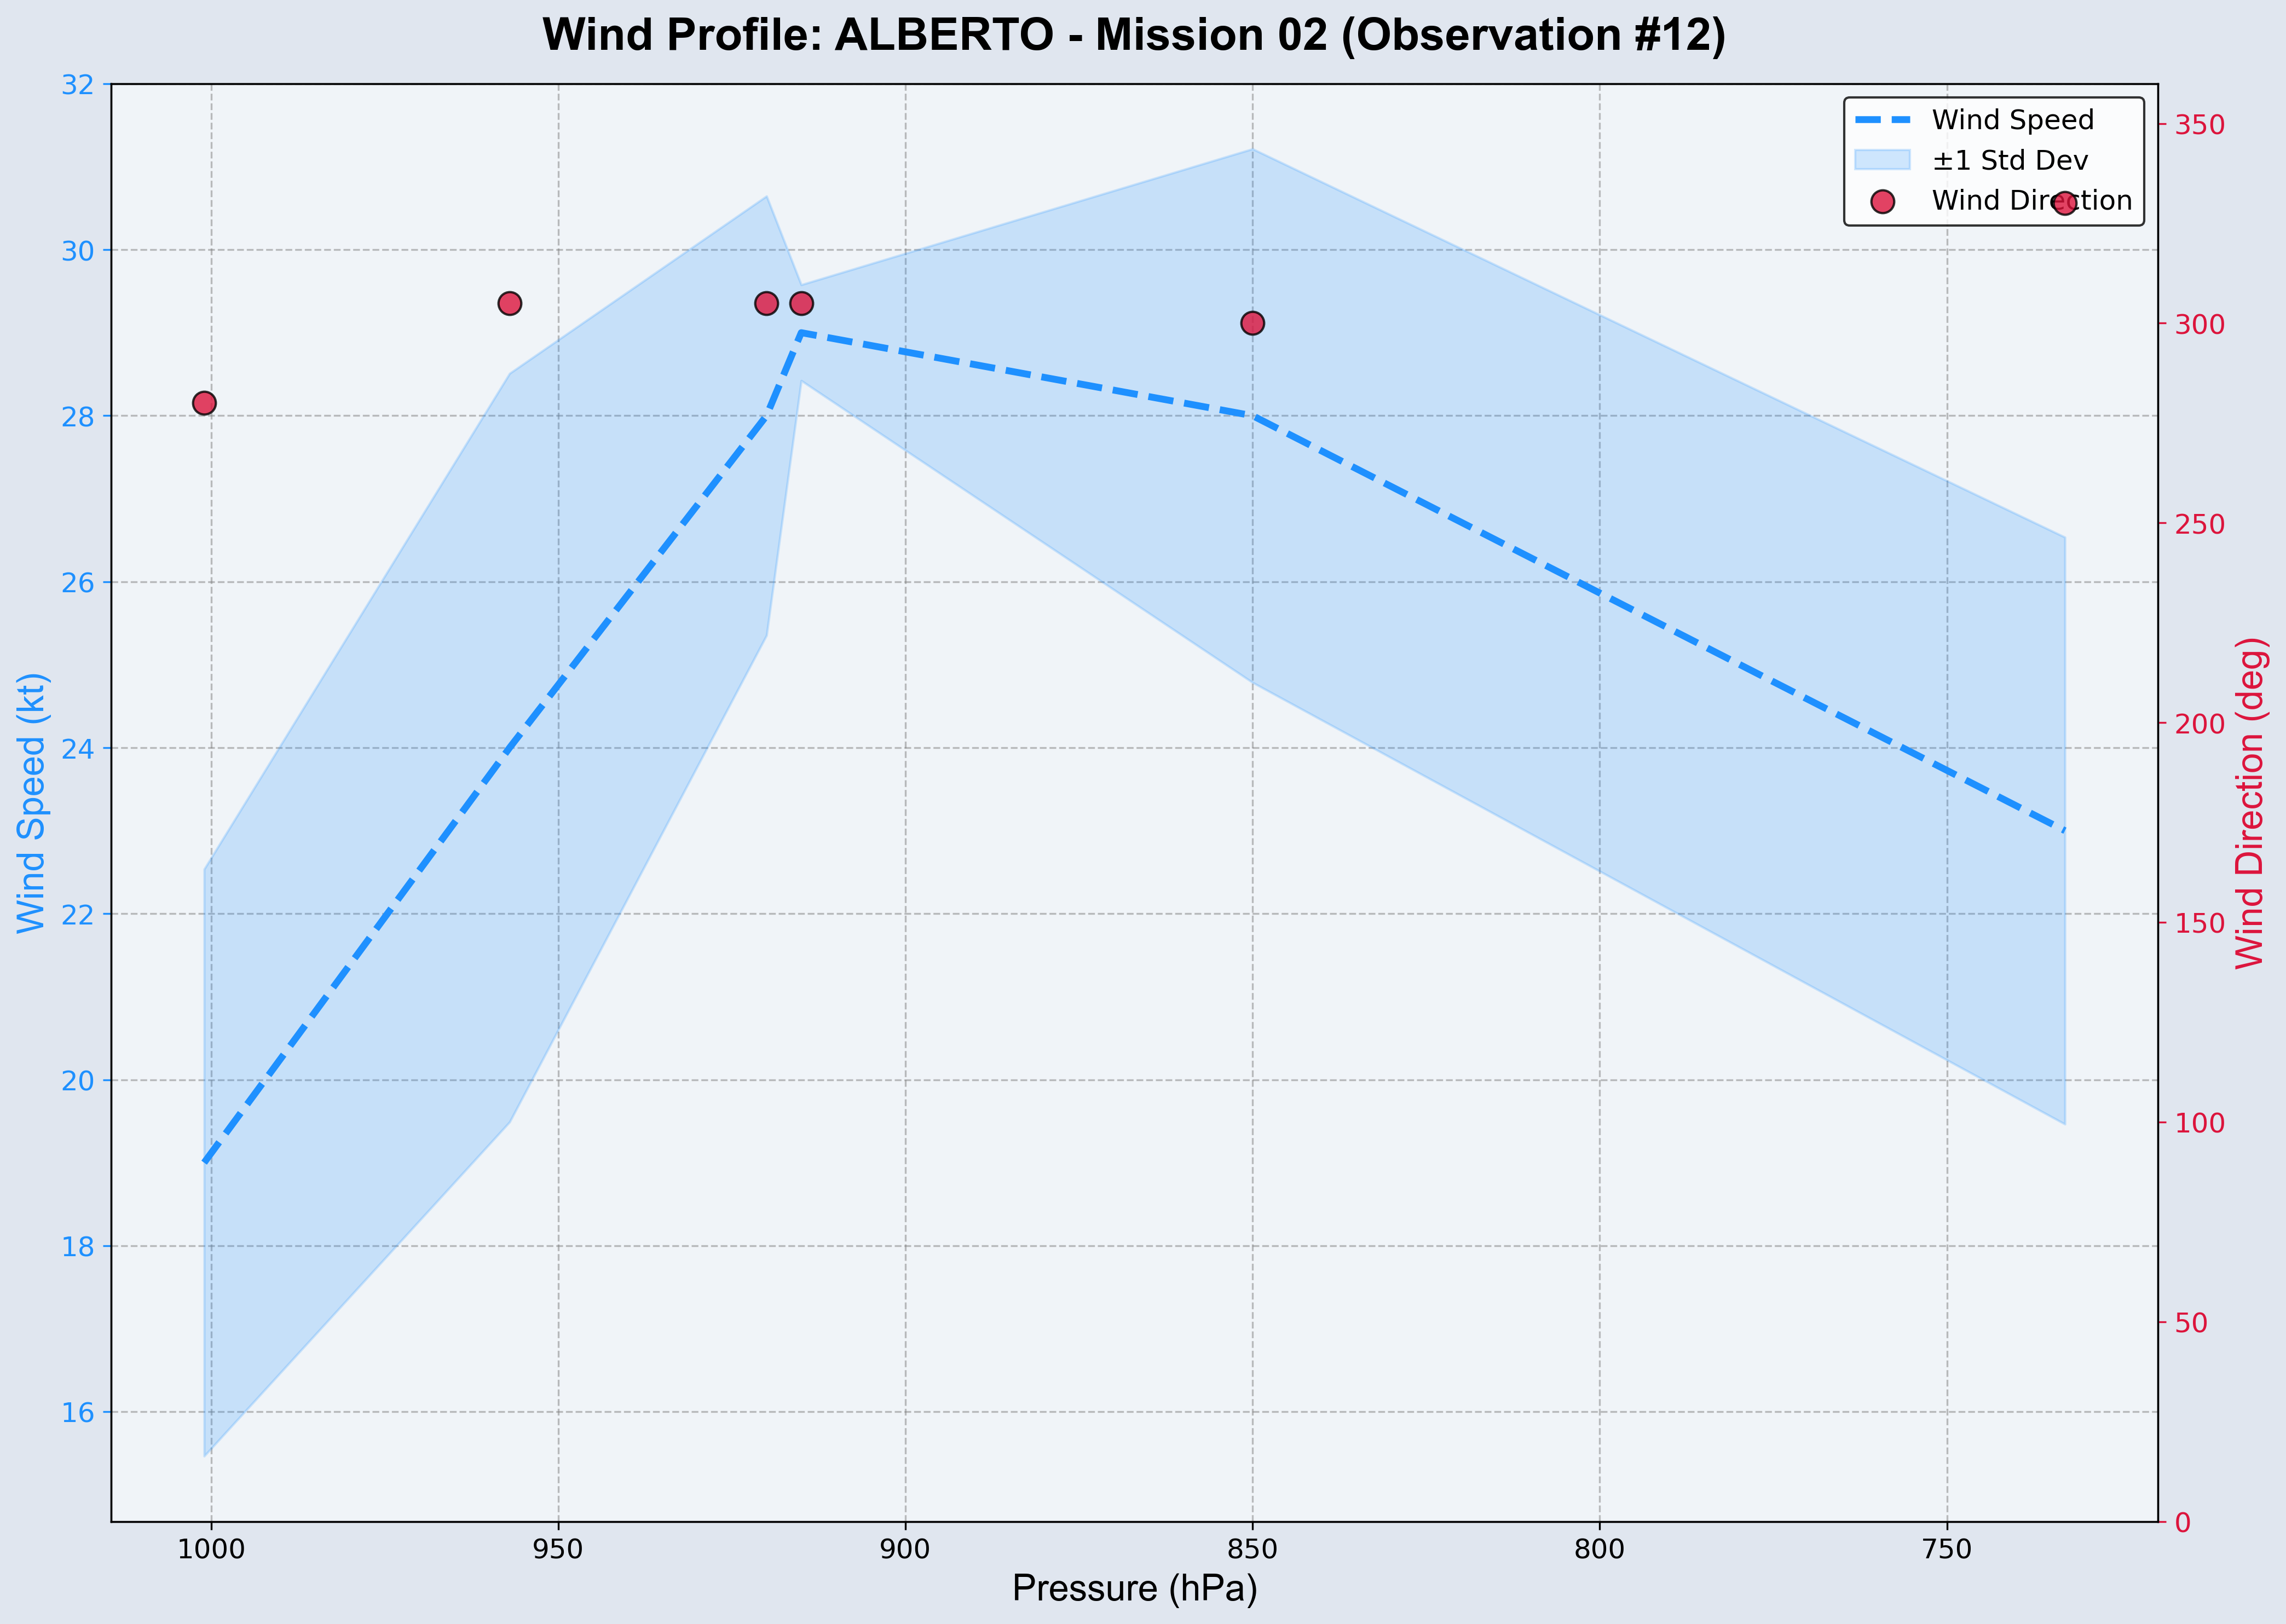 Wind Profile: ALBERTO - Mission 02 (Observation #12)
Wind Speed
±1 Std Dev
Wind Direction
Wind Speed (kt)
32
30
28
26
24
22
20
18
16
350
300
250
200
150
100
50
0
Wind Direction (deg)
1000 950 900 850 800 750
Pressure (hPa)